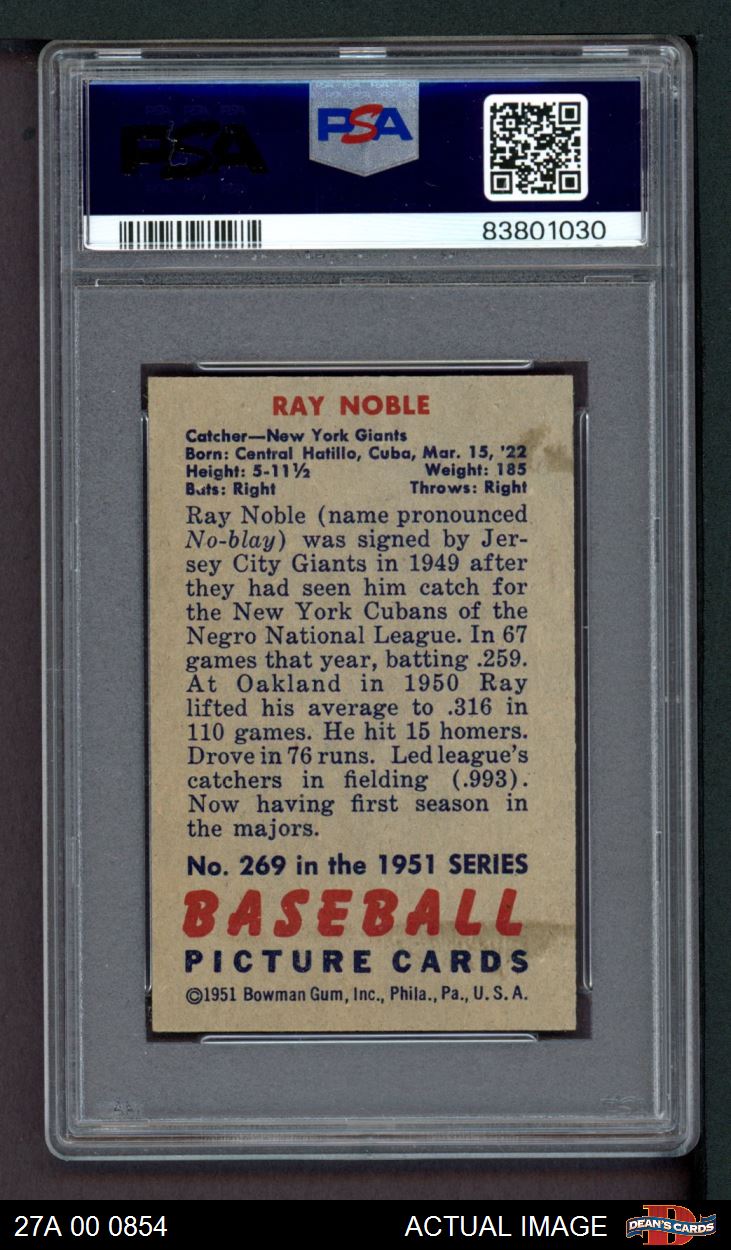 PSA
PSA
83801030
RAY NOBLE
Catcher—New York Giants
Born: Central Hatillo, Cuba, Mar. 15, '22
Height: 5-11½ Weight: 185
Bats: Right Throws: Right
Ray Noble (name pronounced
No-blay) was signed by Jer-
sey City Giants in 1949 after
they had seen him catch for
the New York Cubans of the
Negro National League. In 67
games that year, batting .259.
At Oakland in 1950 Ray
lifted his average to .316 in
110 games. He hit 15 homers.
Drove in 76 runs. Led league's
catchers in fielding (.993).
Now having first season in
the majors.
No. 269 in the 1951 SERIES
BASEBALL
PICTURE CARDS
©1951 Bowman Gum, Inc., Phila., Pa., U. S. A.
27A 00 0854 ACTUAL IMAGE DEAN'S CARDS